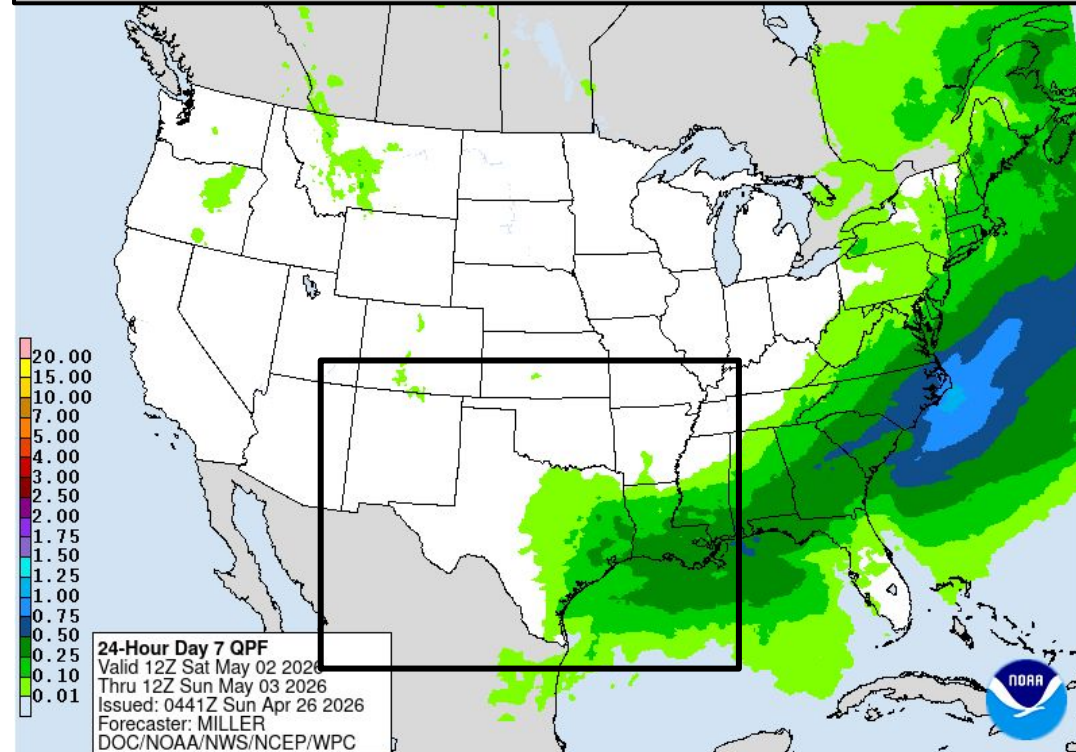 20.00
15.00
10.00
7.00
5.00
4.00
3.00
2.50
2.00
1.75
1.50
1.25
1.00
0.75
0.50
0.25
0.10
0.01
24-Hour Day 7 QPF
Valid 12Z Sat May 02 2026
Thru 12Z Sun May 03 2026
Issued: 0441Z Sun Apr 26 2026
Forecaster: MILLER
DOC/NOAA/NWS/NCEP/WPC
NOAA